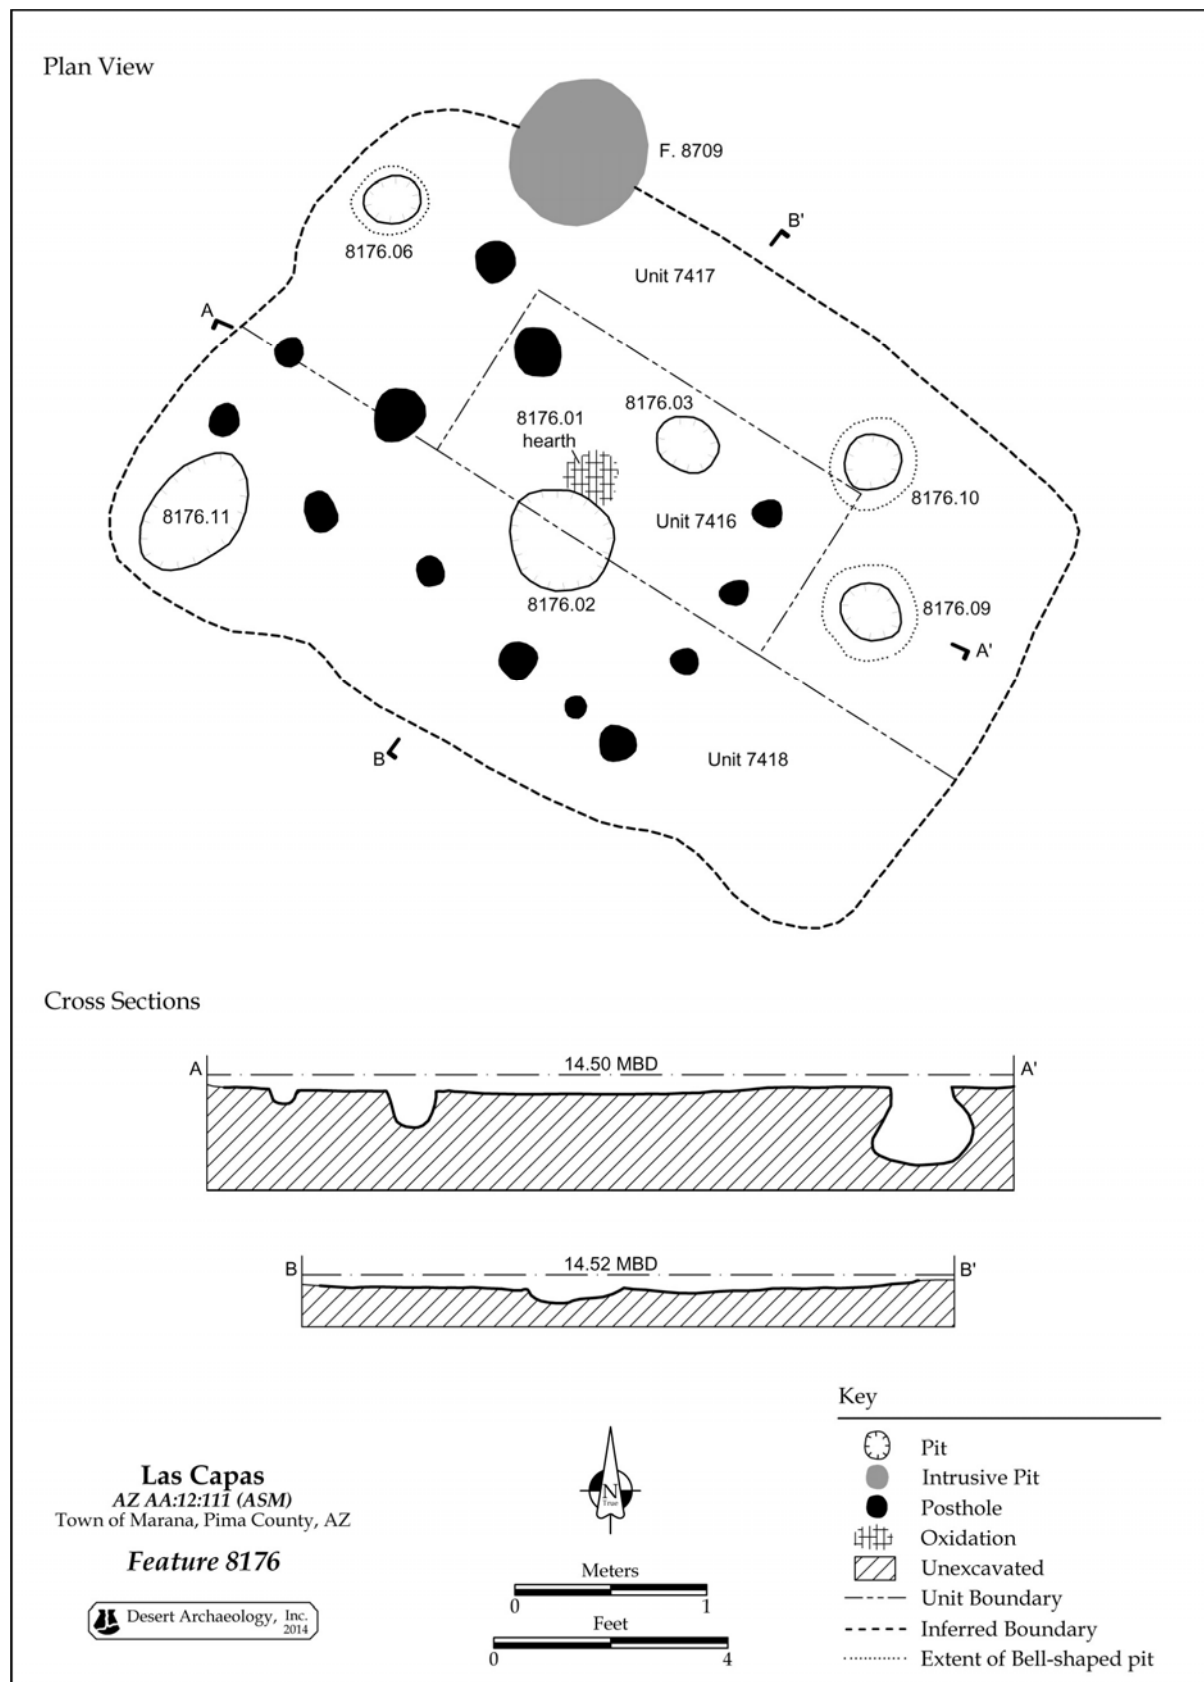 Plan View
F. 8709
B'
8176.06
Unit 7417
A
8176.03
8176.01
hearth
8176.10
8176.11
Unit 7416
8176.02
8176.09
A'
B
Unit 7418
Cross Sections
A
14.50 MBD
A'
B
14.52 MBD
B'
Las Capas
AZ AA:12:111 (ASM)
Town of Marana, Pima County, AZ
Feature 8176
Desert Archaeology, Inc.
2014
N
True
Meters
0 1
Feet
0 4
Key
Pit
Intrusive Pit
Posthole
Oxidation
Unexcavated
Unit Boundary
Inferred Boundary
Extent of Bell-shaped pit